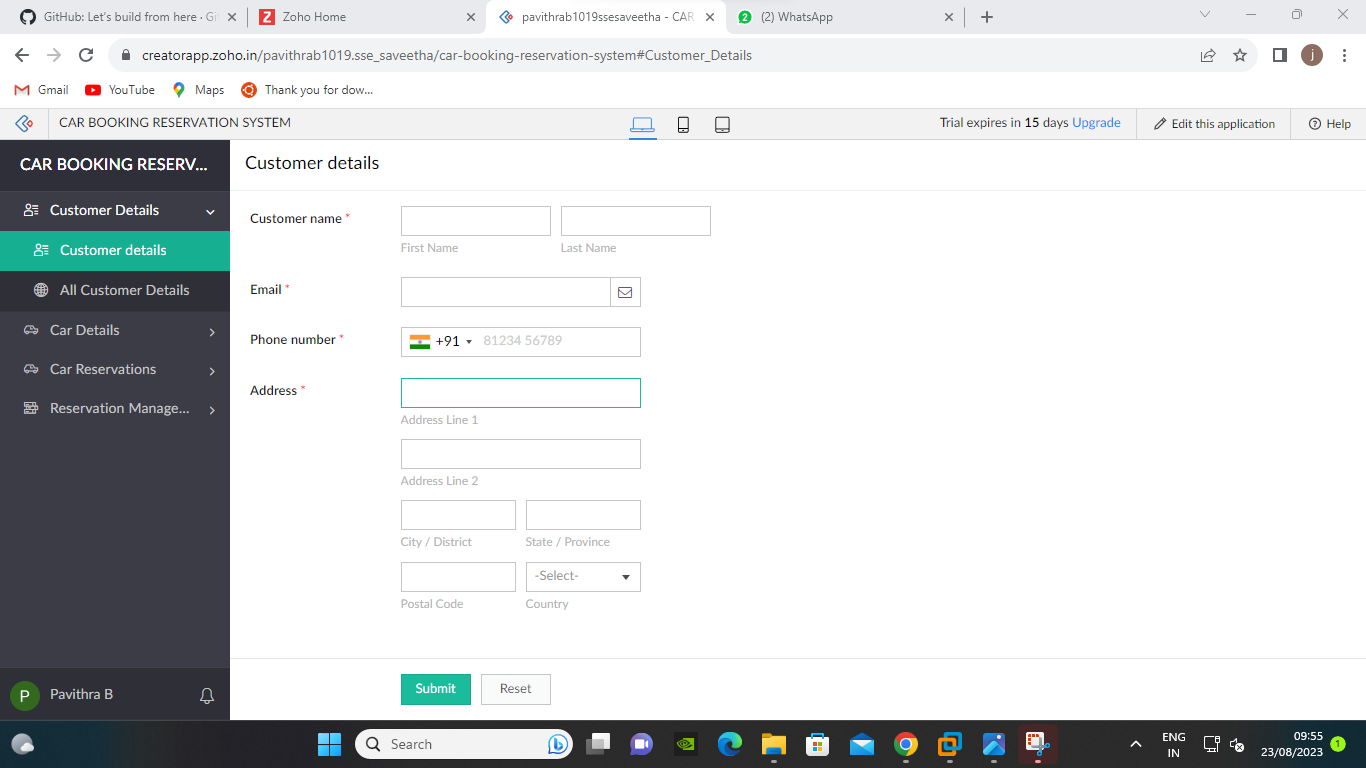 GitHub: Let's build from here · Gi
Zoho Home
pavithrab1019ssesaveetha - CAR
(2) WhatsApp
creatorapp.zoho.in/pavithrab1019.sse_saveetha/car-booking-reservation-system#Customer_Details
j
Gmail
YouTube
Maps
Thank you for dow...
CAR BOOKING RESERVATION SYSTEM
Trial expires in 15 days Upgrade
Edit this application
Help
CAR BOOKING RESERV...
Customer Details
Customer details
All Customer Details
Car Details
Car Reservations
Reservation Manage...
P
Pavithra B
Customer details
Customer name *
First Name
Last Name
Email *
Phone number *
+91
81234 56789
Address *
Address Line 1
Address Line 2
City / District
State / Province
-Select-
Postal Code
Country
Submit
Reset
Search
ENG
IN
09:55
23/08/2023
1